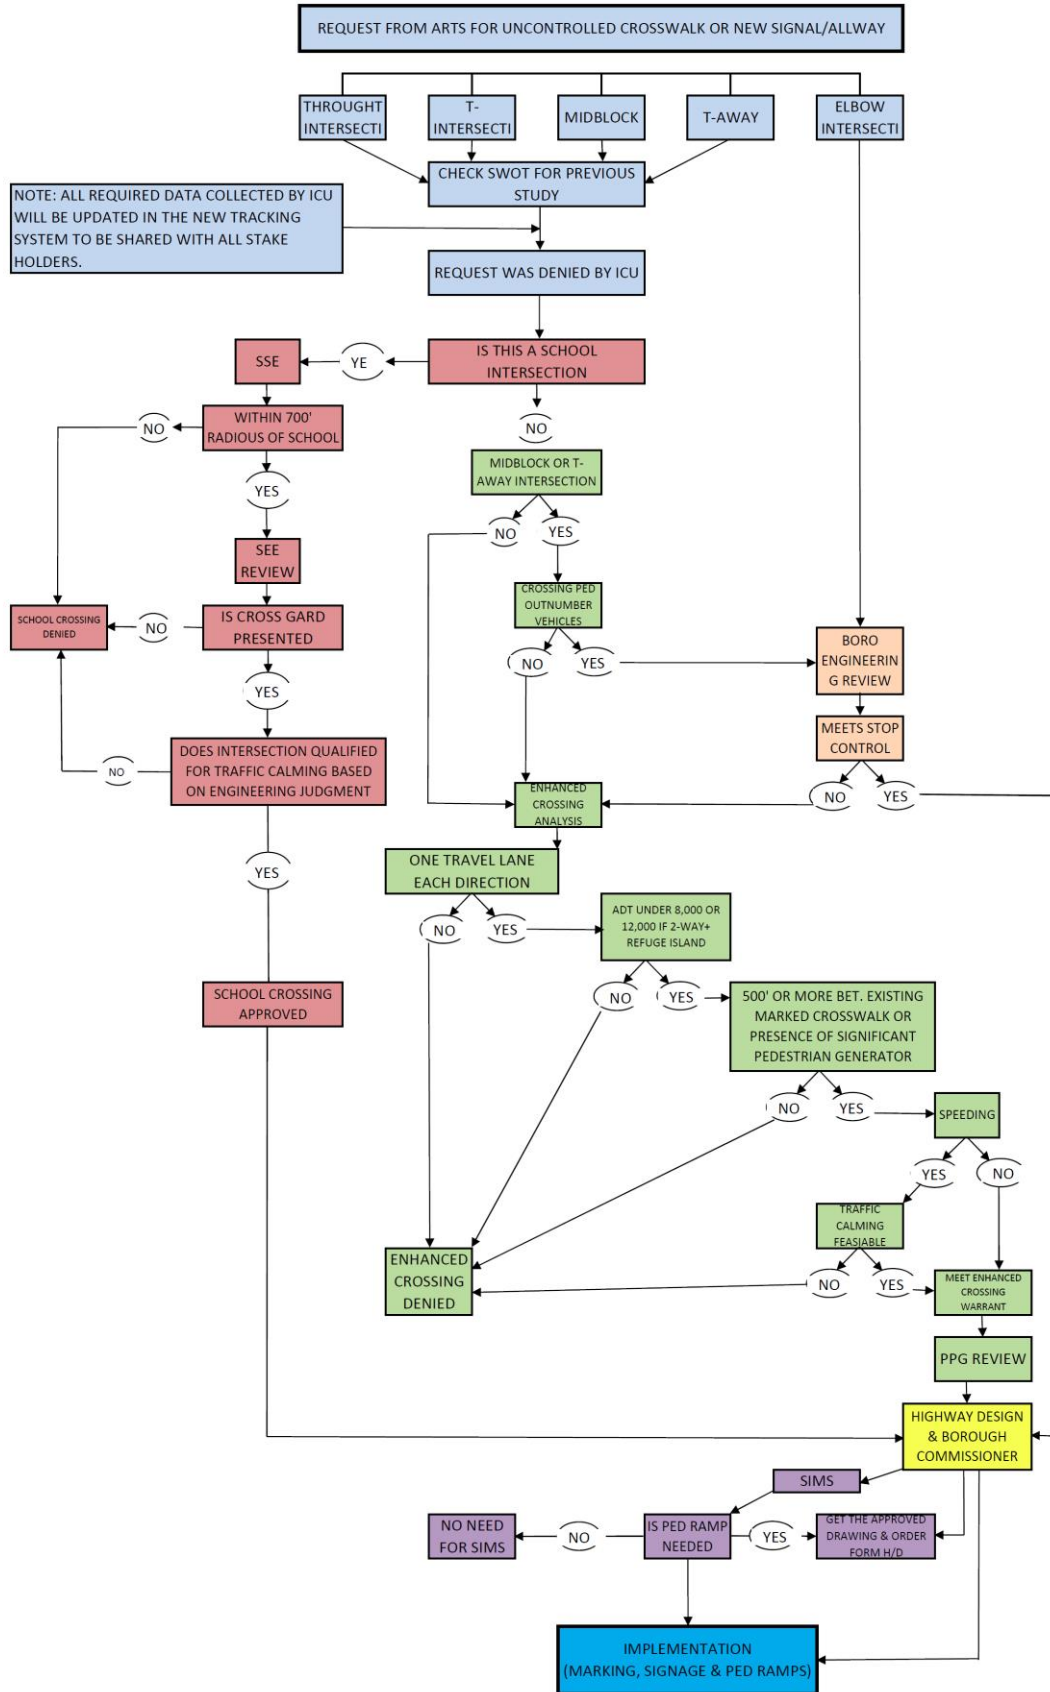 REQUEST FROM ARTS FOR UNCONTROLLED CROSSWALK OR NEW SIGNAL/ALLWAY
THROUGHT
INTERSECTI
T-
INTERSECTI
MIDBLOCK
T-AWAY
ELBOW
INTERSECTI
CHECK SWOT FOR PREVIOUS
STUDY
NOTE: ALL REQUIRED DATA COLLECTED BY ICU
WILL BE UPDATED IN THE NEW TRACKING
SYSTEM TO BE SHARED WITH ALL STAKE
HOLDERS.
REQUEST WAS DENIED BY ICU
IS THIS A SCHOOL
INTERSECTION
YE
SSE
NO
WITHIN 700'
RADIOUS OF SCHOOL
NO
YES
MIDBLOCK OR T-
AWAY INTERSECTION
NO
YES
SEE
REVIEW
CROSSING PED
OUTNUMBER
VEHICLES
SCHOOL CROSSING
DENIED
NO
IS CROSS GARD
PRESENTED
NO
YES
BORO
ENGINEERIN
G REVIEW
YES
MEETS STOP
CONTROL
DOES INTERSECTION QUALIFIED
FOR TRAFFIC CALMING BASED
ON ENGINEERING JUDGMENT
NO
ENHANCED
CROSSING
ANALYSIS
NO
YES
YES
ONE TRAVEL LANE
EACH DIRECTION
NO
YES
ADT UNDER 8,000 OR
12,000 IF 2-WAY+
REFUGE ISLAND
SCHOOL CROSSING
APPROVED
NO
YES
500' OR MORE BET. EXISTING
MARKED CROSSWALK OR
PRESENCE OF SIGNIFICANT
PEDESTRIAN GENERATOR
NO
YES
SPEEDING
YES
NO
TRAFFIC
CALMING
FEASIABLE
ENHANCED
CROSSING
DENIED
NO
YES
MEET ENHANCED
CROSSING
WARRANT
PPG REVIEW
HIGHWAY DESIGN
& BOROUGH
COMMISSIONER
SIMS
NO NEED
FOR SIMS
NO
IS PED RAMP
NEEDED
YES
GET THE APPROVED
DRAWING & ORDER
FORM H/D
IMPLEMENTATION
(MARKING, SIGNAGE & PED RAMPS)